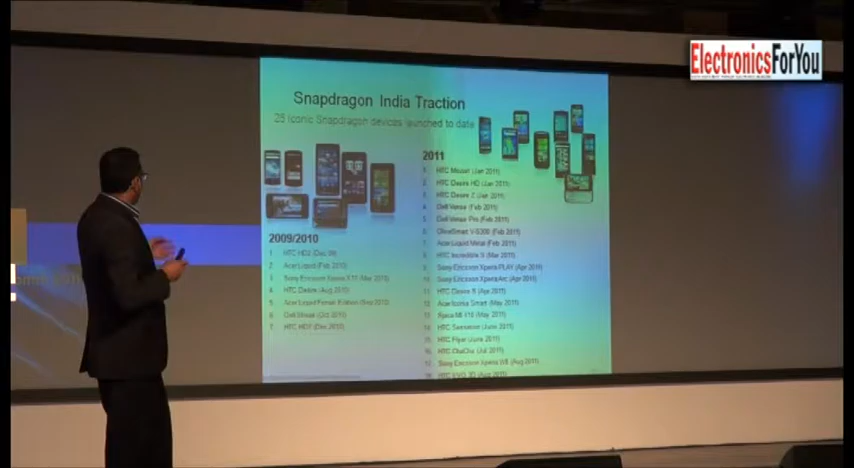 ElectronicsForYou
Snapdragon India Traction
25 Iconic Snapdragon devices launched to date
2009/2010
1 HTC HD2 (Dec 09)
2 Acer Liquid (Feb 2010)
3 Sony Ericsson Xperia X10 (Mar 2010)
4 HTC Desire (Aug 2010)
5 Acer Liquid Ferrari Edition (Sep 2010)
6 Dell Streak (Oct 2010)
7 HTC HD7 (Dec 2010)
2011
1 HTC Mozart (Jan 2011)
2 HTC Desire HD (Jan 2011)
3 HTC Desire Z (Jan 2011)
4 Dell Venue (Feb 2011)
5 Dell Venue Pro (Feb 2011)
6 OliveSmart (Feb 2011)
7 Acer Liquid Metal (Feb 2011)
8 HTC Incredible S (Mar 2011)
9 Sony Ericsson Xperia PLAY (Apr 2011)
10 Sony Ericsson Xperia Arc (Apr 2011)
11 HTC Desire S (Apr 2011)
12 Acer Iconia Smart (May 2011)
13 (May 2011)
14 HTC Sensation (June 2011)
15 HTC Flyer (June 2011)
16 HTC ChaCha (Jul 2011)
17 Sony Ericsson Xperia (Aug 2011)
18 HTC EVO 3D (Aug 2011)